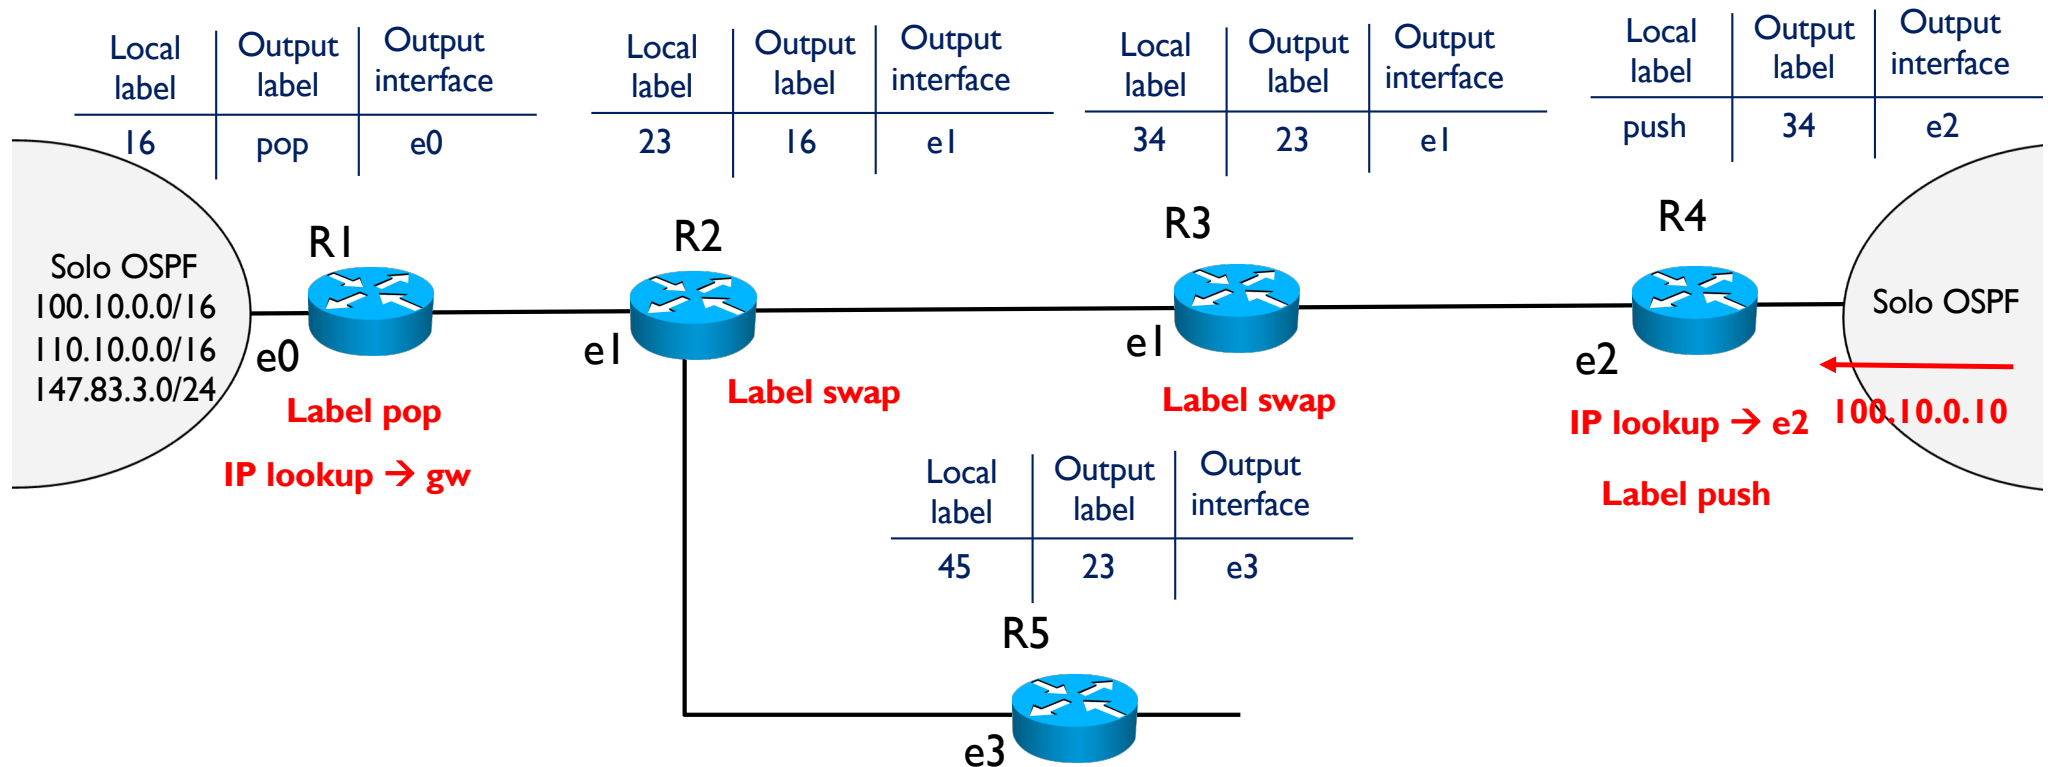 Local label	Output label	Output interface
16	pop	e0
Local label	Output label	Output interface
23	16	e1
Local label	Output label	Output interface
34	23	e1
Local label	Output label	Output interface
push	34	e2
R1
R2
R3
R4
Solo OSPF
100.10.0.0/16
110.10.0.0/16
147.83.3.0/24
e0
e1
e1
e2
Solo OSPF
100.10.0.10
Label pop
IP lookup → gw
Label swap
Label swap
IP lookup → e2
Label push
Local label	Output label	Output interface
45	23	e3
R5
e3